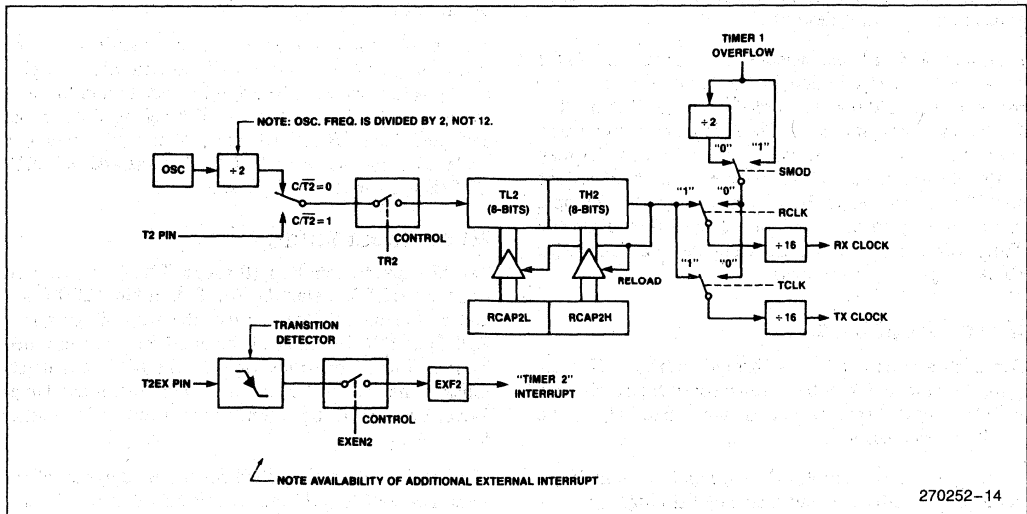 TIMER 1
OVERFLOW
NOTE: OSC. FREQ. IS DIVIDED BY 2, NOT 12.
÷2
"0"
"1"
OSC
÷2
C/T2̅=0
SMOD
TL2
(8-BITS)
TH2
(8-BITS)
"1"
"0"
RCLK
C/T2̅=1
T2 PIN
CONTROL
÷16
RX CLOCK
TR2
RELOAD
"1"
"0"
TCLK
RCAP2L
RCAP2H
÷16
TX CLOCK
TRANSITION
DETECTOR
T2EX PIN
EXF2
"TIMER 2"
INTERRUPT
CONTROL
EXEN2
NOTE AVAILABILITY OF ADDITIONAL EXTERNAL INTERRUPT
270252-14